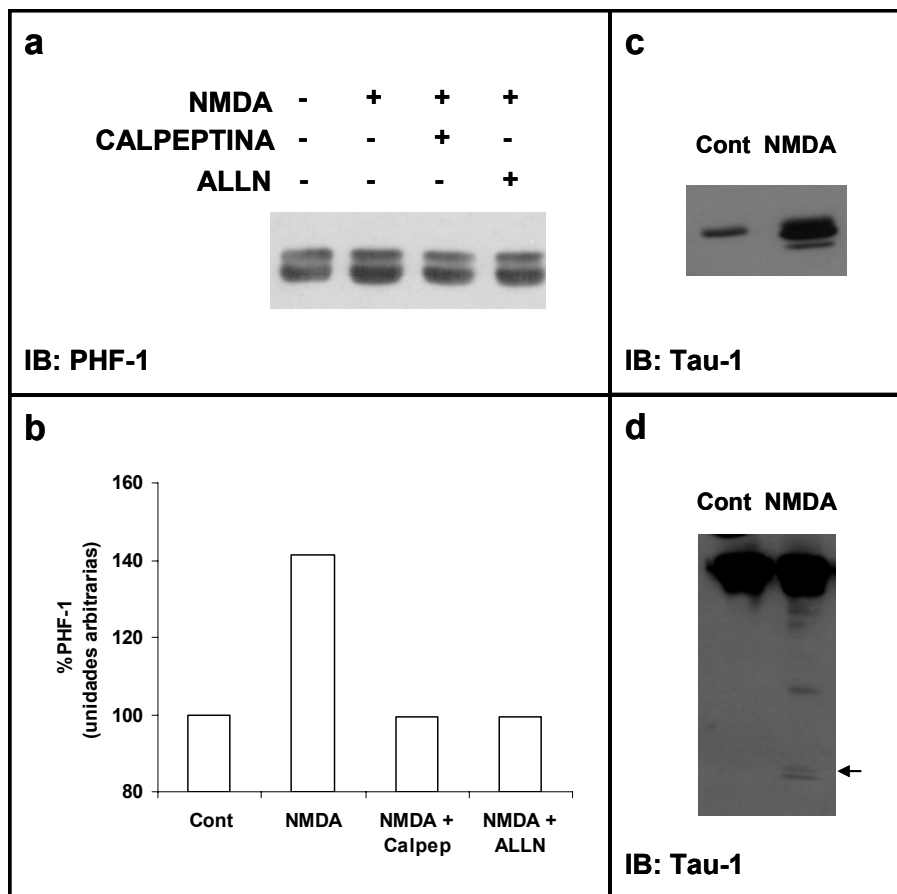 a
NMDA - + + +
CALPEPTINA - - + -
ALLN - - - +
IB: PHF-1
b
%PHF-1
(unidades arbitrarias)
160
140
120
100
80
Cont NMDA NMDA + NMDA +
Calpep ALLN
c
Cont NMDA
IB: Tau-1
d
Cont NMDA
IB: Tau-1